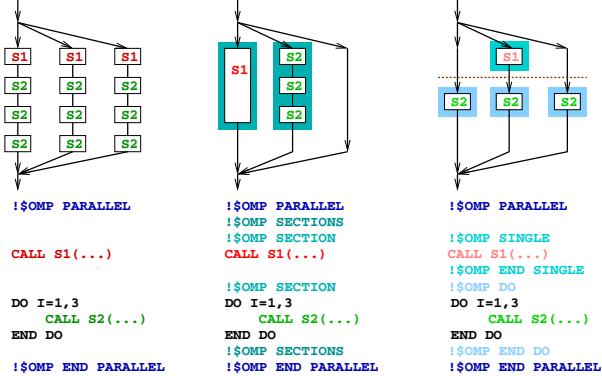 S1 S1 S1
S2 S2 S2
S2 S2 S2
S2 S2 S2
!$OMP PARALLEL
CALL S1(...)
DO I=1,3
CALL S2(...)
END DO
!$OMP END PARALLEL
S1
S2
S2
S2
!$OMP PARALLEL
!$OMP SECTIONS
!$OMP SECTION
CALL S1(...)
!$OMP SECTION
DO I=1,3
CALL S2(...)
END DO
!$OMP SECTIONS
!$OMP END PARALLEL
S1
S2 S2 S2
!$OMP PARALLEL
!$OMP SINGLE
CALL S1(...)
!$OMP END SINGLE
!$OMP DO
DO I=1,3
CALL S2(...)
END DO
!$OMP END DO
!$OMP END PARALLEL